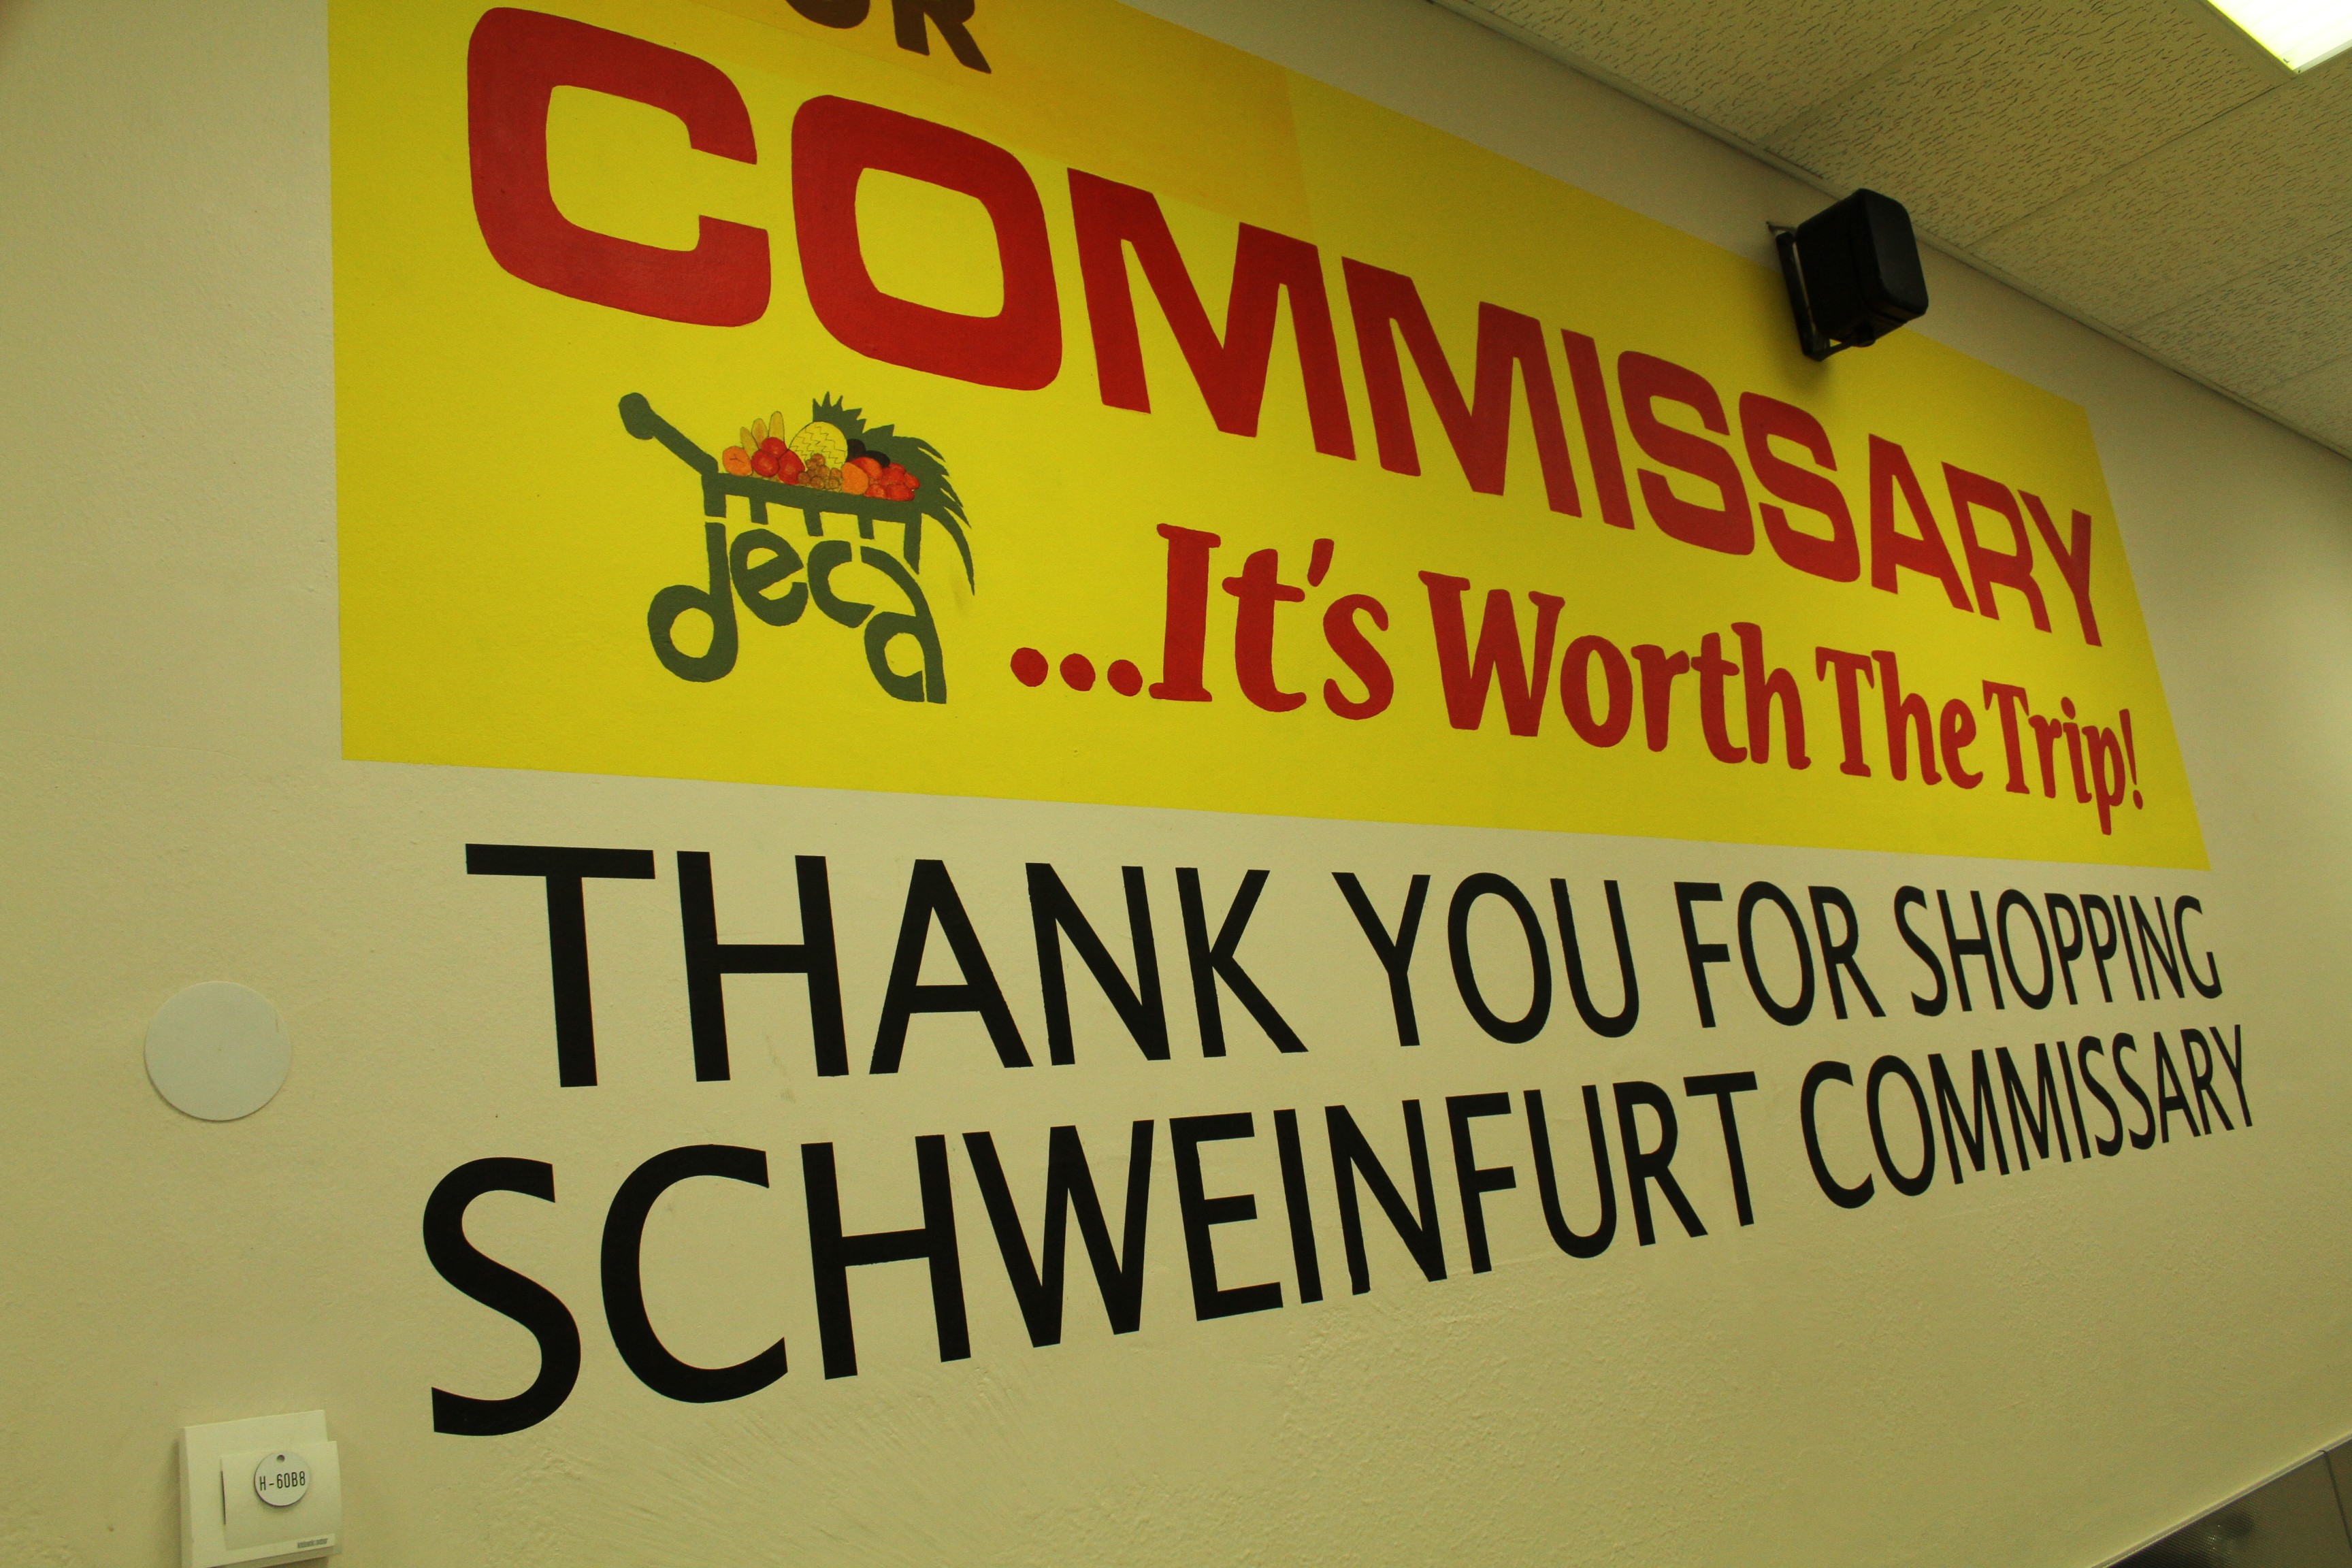 COMMISSARY
deca
...It's Worth The Trip!
THANK YOU FOR SHOPPING
SCHWEINFURT COMMISSARY
H-60B8